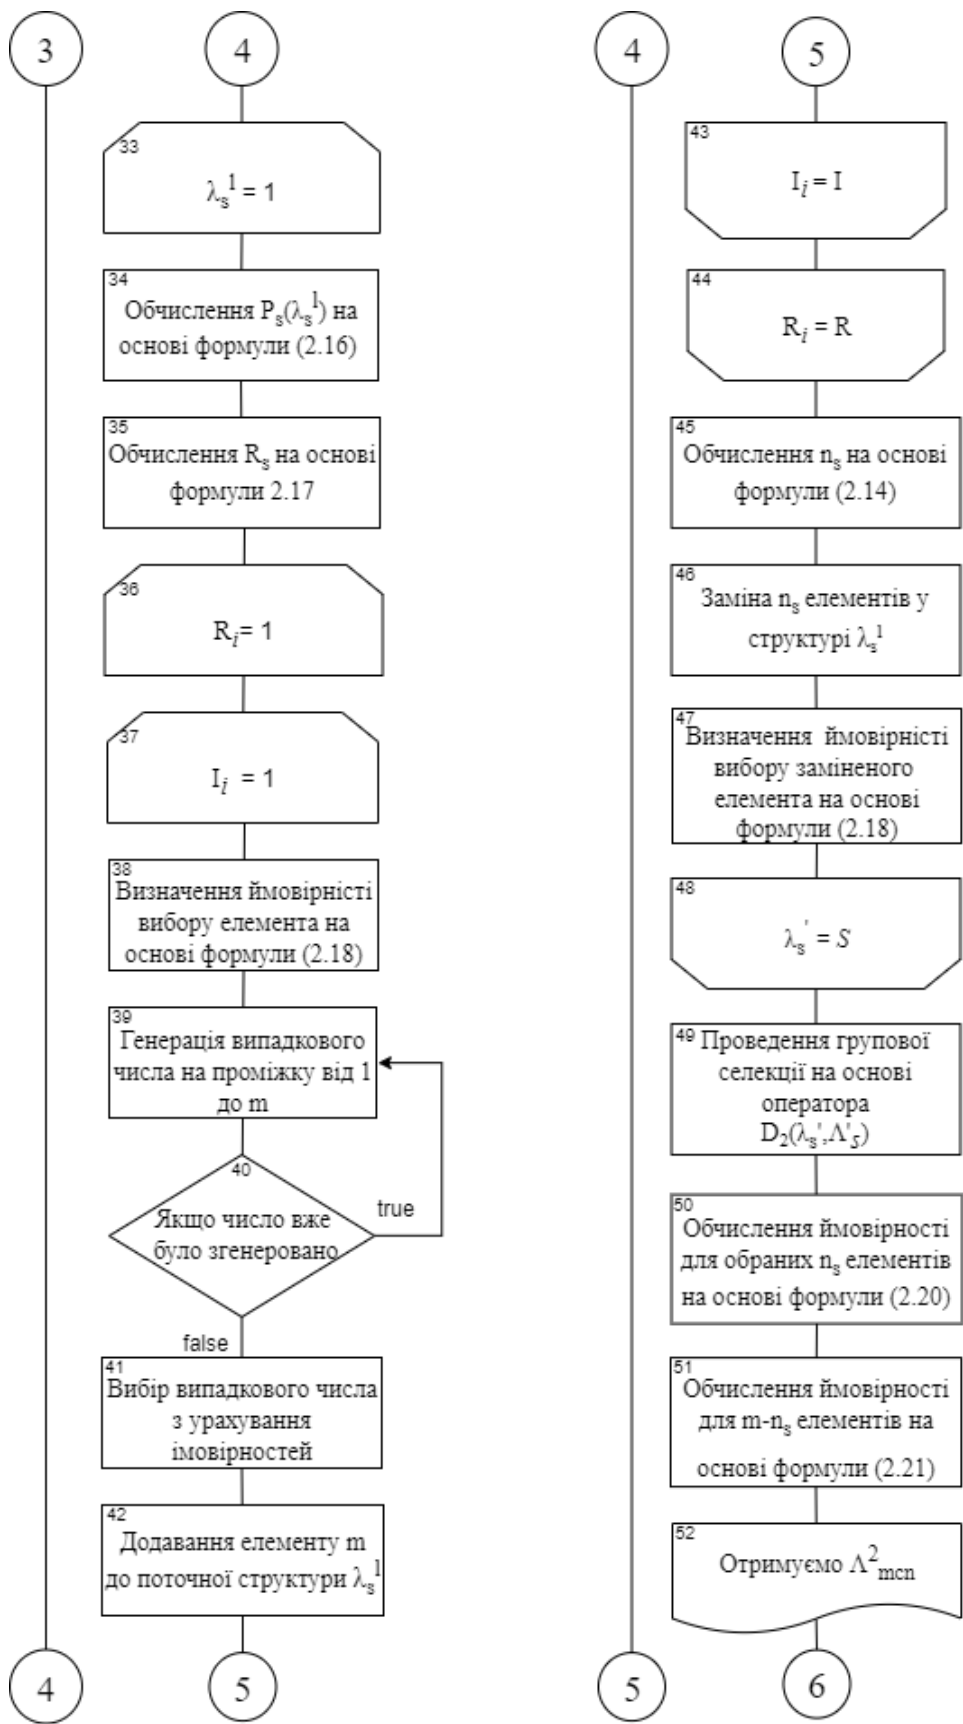 3
4
33
λₛ¹ = 1
34
Обчислення Pₛ(λₛ¹) на
основі формули (2.16)
35
Обчислення Rₛ на основі
формули 2.17
36
Rᵢ= 1
37
Iᵢ = 1
38
Визначення ймовірністі
вибору елемента на
основі формули (2.18)
39
Генерація випадкового
числа на проміжку від 1
до m
40
Якщо число вже
було згенеровано
true
false
41
Вибір випадкового числа
з урахування
імовірностей
42
Додавання елементу m
до поточної структури λₛ¹
4
5
4
5
43
Iᵢ = I
44
Rᵢ = R
45
Обчислення nₛ на основі
формули (2.14)
46
Заміна nₛ елементів у
структурі λₛ¹
47
Визначення ймовірністі
вибору заміненого
елемента на основі
формули (2.18)
48
λₛ' = S
49
Проведення групової
селекції на основі
оператора
D₂(λₛ',Λ'ₛ)
50
Обчислення ймовірності
для обраних nₛ елементів
на основі формули (2.20)
51
Обчислення ймовірності
для m-nₛ елементів на
основі формули (2.21)
52
Отримуємо Λ²mcn
5
6